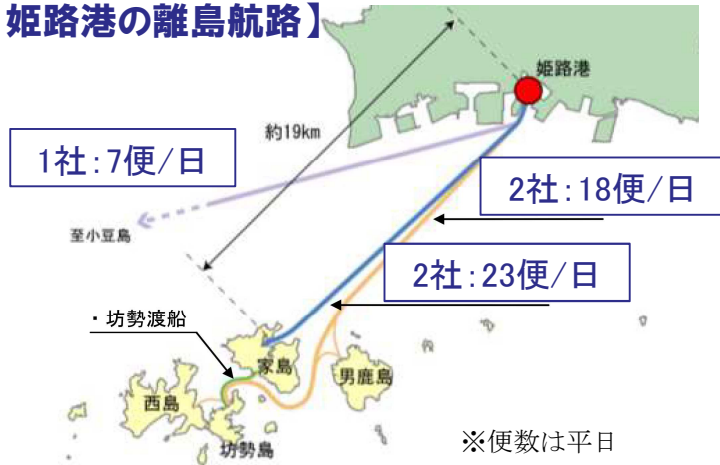 姫路港の離島航路】
姫路港
約19km
1社:7便/日
2社:18便/日
至小豆島
2社:23便/日
・坊勢渡船
家島
男鹿島
西島
坊勢島
※便数は平日